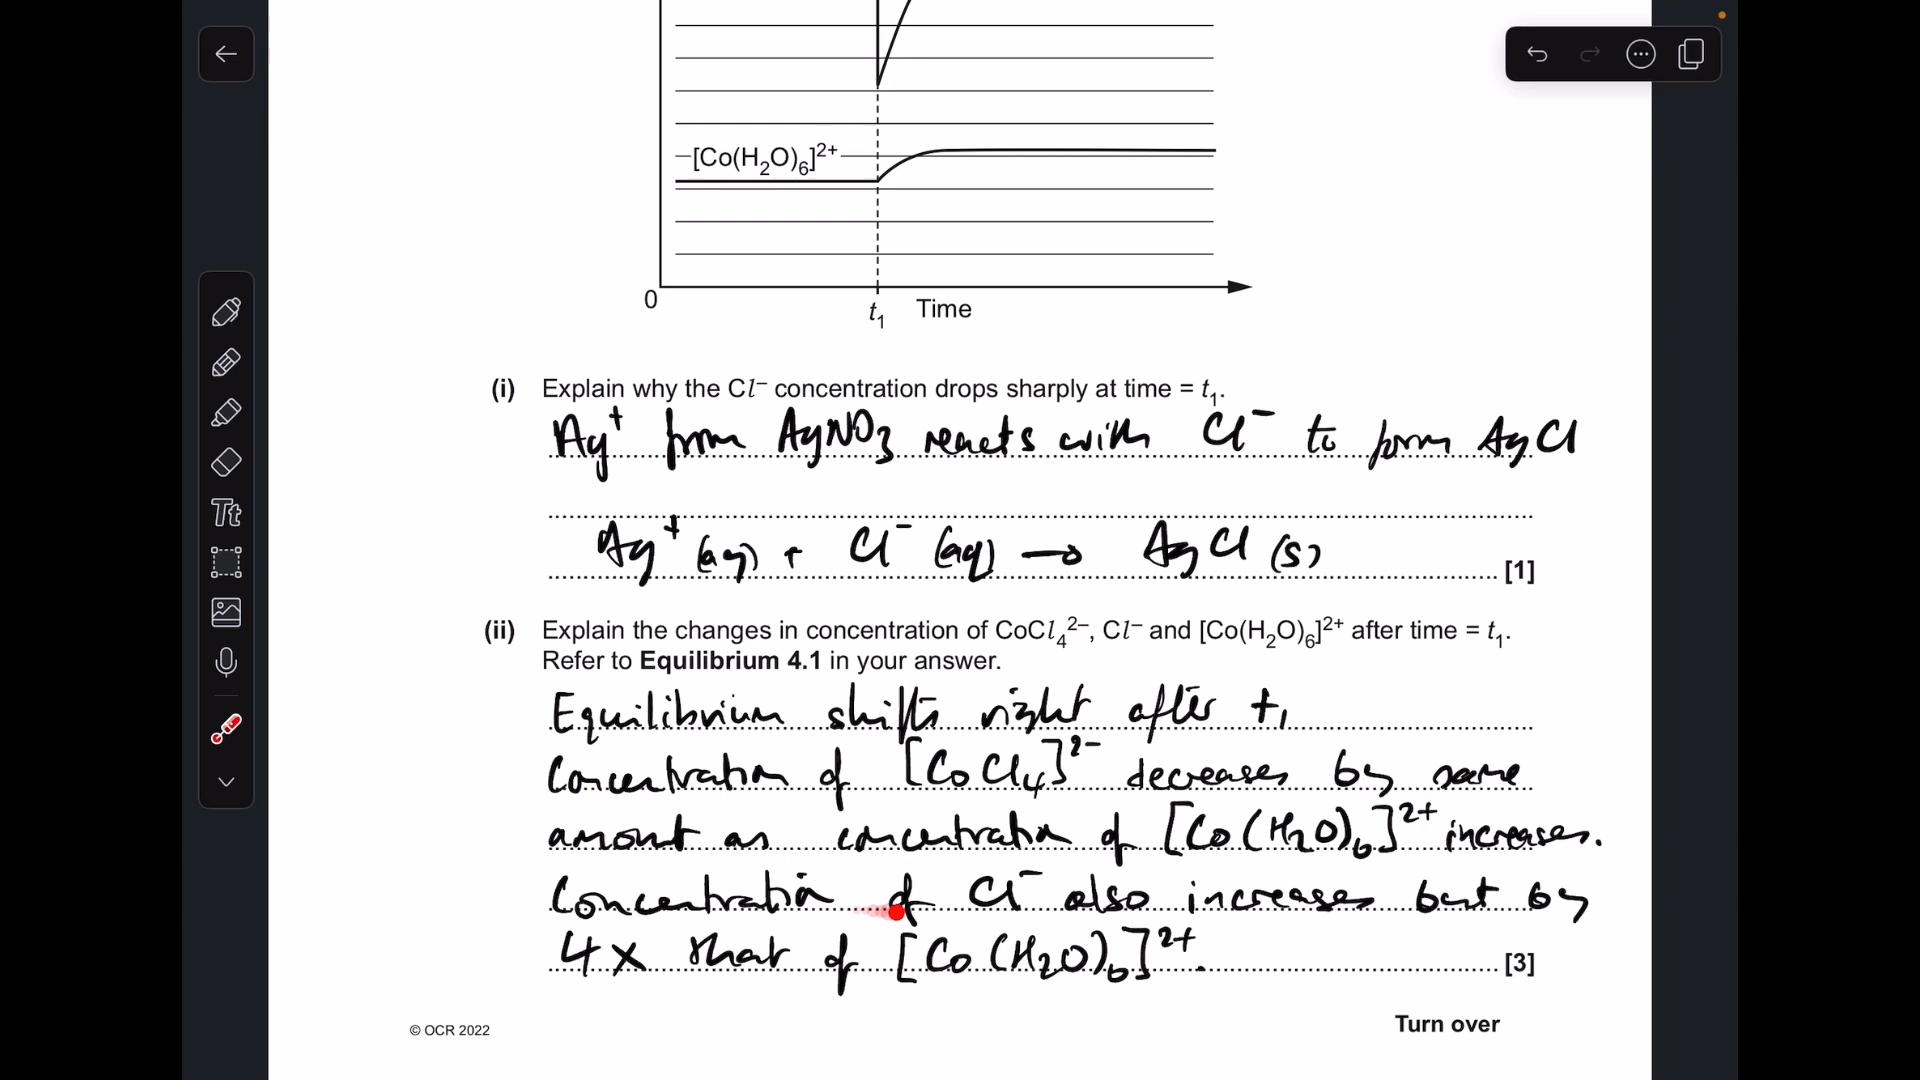 [Co(H₂O)₆]²⁺
0
t₁ Time
(i) Explain why the Cl⁻ concentration drops sharply at time = t₁.
Ag⁺ from AgNO₃ reacts with Cl⁻ to form AgCl
Ag⁺ (aq) + Cl⁻ (aq) → AgCl (s)
[1]
(ii) Explain the changes in concentration of CoCl₄²⁻, Cl⁻ and [Co(H₂O)₆]²⁺ after time = t₁.
Refer to Equilibrium 4.1 in your answer.
Equilibrium shifts right after t₁
Concentration of [CoCl₄]²⁻ decreases by same
amount as concentration of [Co(H₂O)₆]²⁺ increases.
Concentration of Cl⁻ also increases but by
4x that of [Co(H₂O)₆]²⁺.
[3]
© OCR 2022
Turn over
Tt